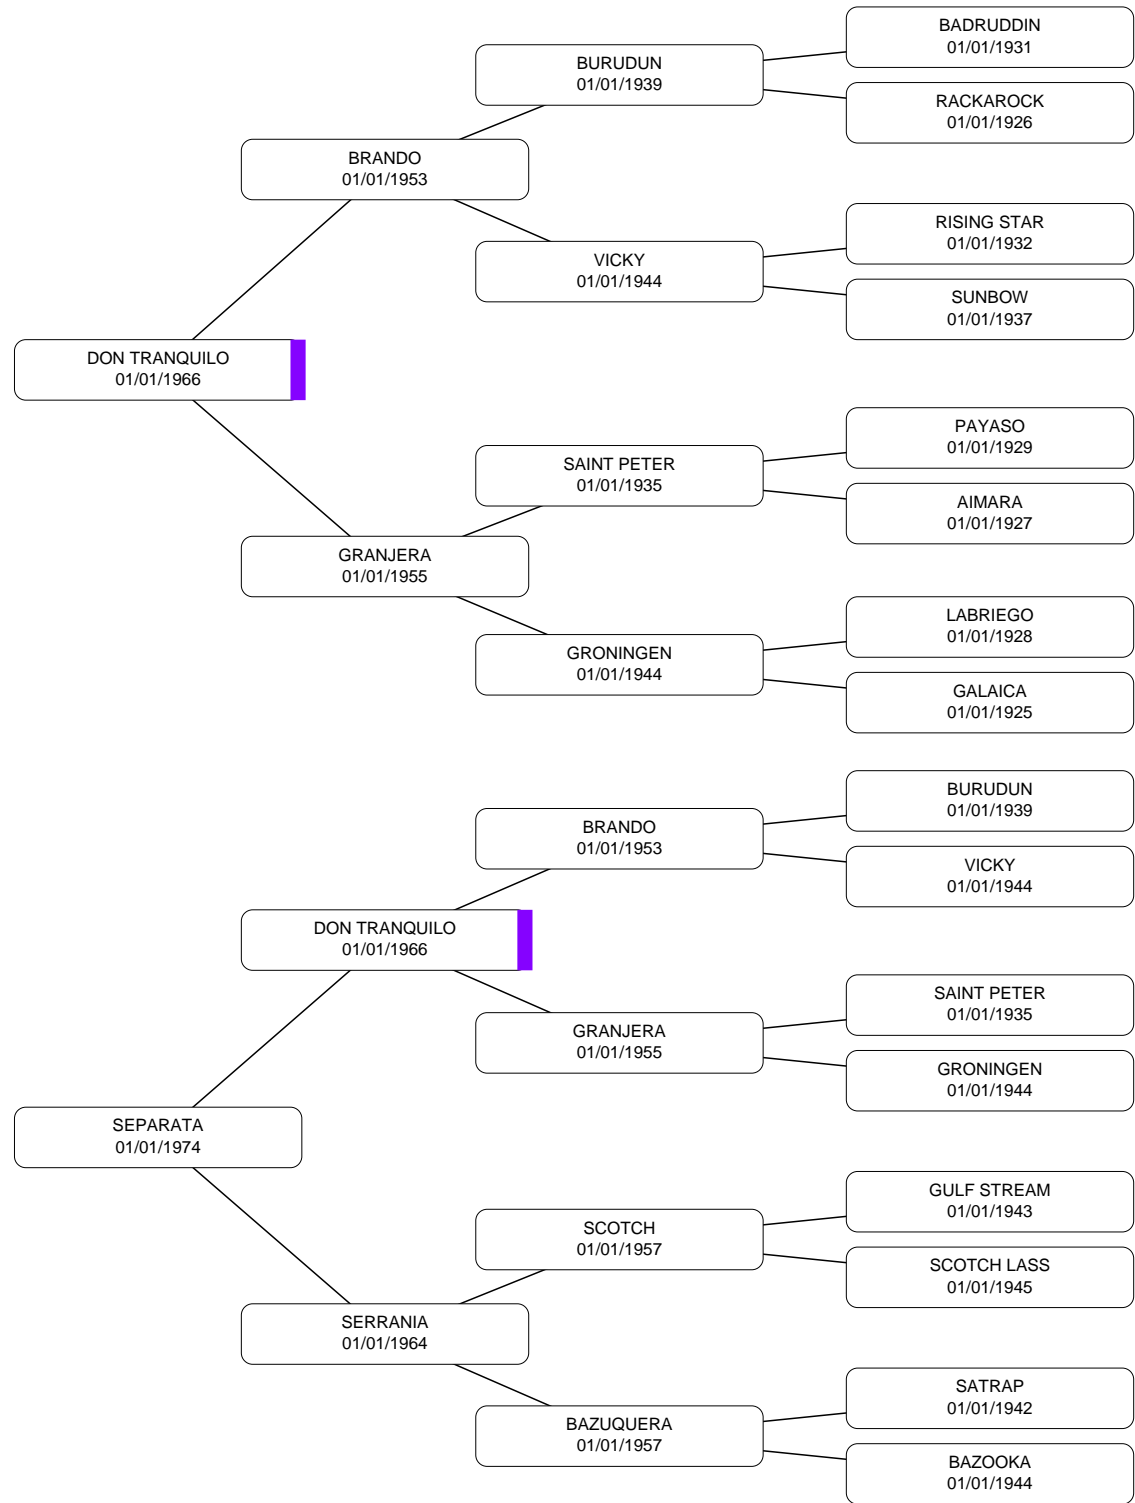 BADRUDDIN
01/01/1931
BURUDUN
01/01/1939
RACKAROCK
01/01/1926
BRANDO
01/01/1953
RISING STAR
01/01/1932
VICKY
01/01/1944
SUNBOW
01/01/1937
DON TRANQUILO
01/01/1966
PAYASO
01/01/1929
SAINT PETER
01/01/1935
AIMARA
01/01/1927
GRANJERA
01/01/1955
LABRIEGO
01/01/1928
GRONINGEN
01/01/1944
GALAICA
01/01/1925
BURUDUN
01/01/1939
BRANDO
01/01/1953
VICKY
01/01/1944
DON TRANQUILO
01/01/1966
SAINT PETER
01/01/1935
GRANJERA
01/01/1955
GRONINGEN
01/01/1944
SEPARATA
01/01/1974
GULF STREAM
01/01/1943
SCOTCH
01/01/1957
SCOTCH LASS
01/01/1945
SERRANIA
01/01/1964
SATRAP
01/01/1942
BAZUQUERA
01/01/1957
BAZOOKA
01/01/1944